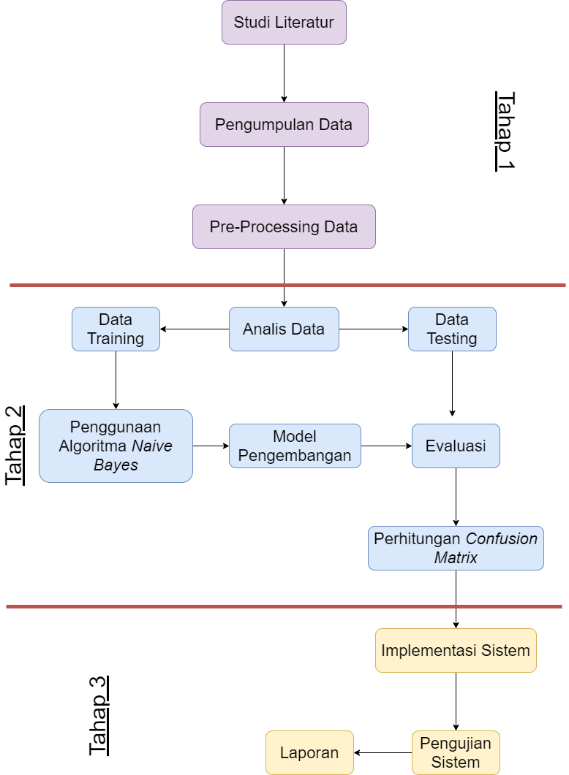 Studi Literatur
Pengumpulan Data
Tahap 1
Pre-Processing Data
Data
Training
Analis Data
Data
Testing
Tahap 2
Penggunaan
Algoritma Naive
Bayes
Model
Pengembangan
Evaluasi
Perhitungan Confusion
Matrix
Implementasi Sistem
Tahap 3
Pengujian
Sistem
Laporan